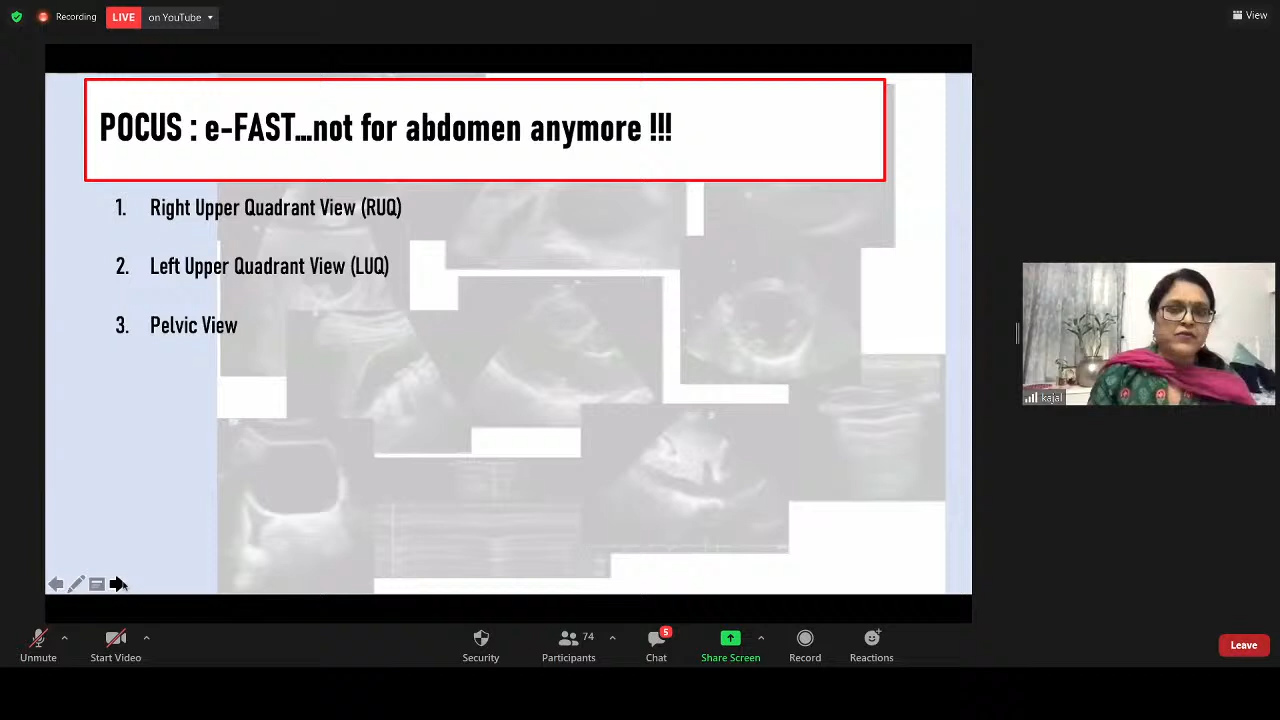 Recording
LIVE on YouTube
View
POCUS : e-FAST...not for abdomen anymore !!!
1. Right Upper Quadrant View (RUQ)
2. Left Upper Quadrant View (LUQ)
3. Pelvic View
kajal
74
5
Unmute
Start Video
Security
Participants
Chat
Share Screen
Record
Reactions
Leave